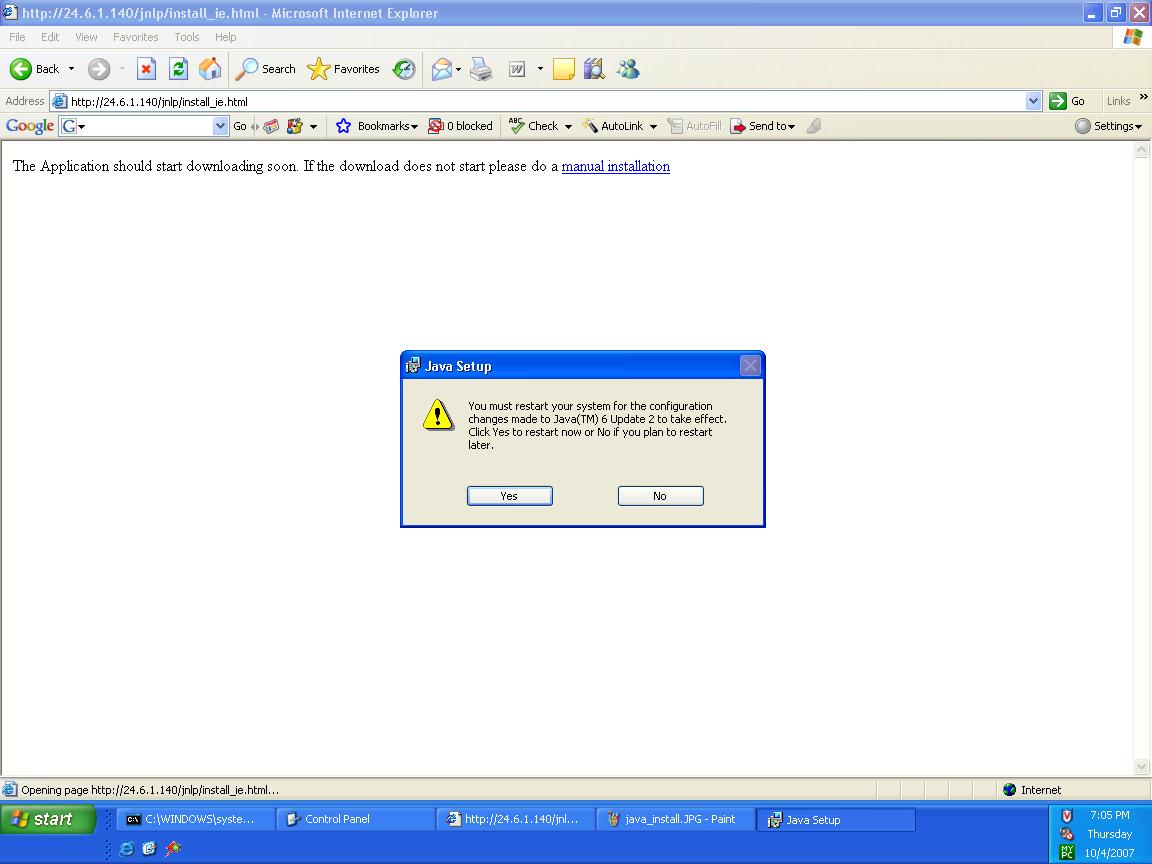 http://24.6.1.140/jnlp/install_ie.html - Microsoft Internet Explorer
File Edit View Favorites Tools Help
Back Search Favorites W
Address http://24.6.1.140/jnlp/install_ie.html Go Links »
Google G Go Bookmarks 0 blocked ABC Check AutoLink AutoFill Send to Settings
The Application should start downloading soon. If the download does not start please do a manual installation
Java Setup
You must restart your system for the configuration
changes made to Java(TM) 6 Update 2 to take effect.
Click Yes to restart now or No if you plan to restart
later.
Yes No
Opening page http://24.6.1.140/jnlp/install_ie.html... Internet
start C:\WINDOWS\syste... Control Panel http://24.6.1.140/jnl... java_install.JPG - Paint Java Setup
7:05 PM
Thursday
MY PC 10/4/2007